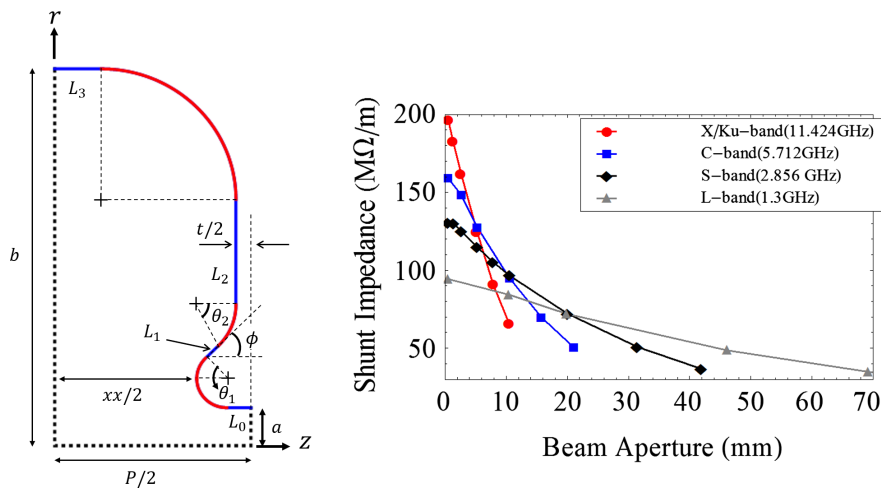 r
L₃
b
t/2
L₂
θ₂
L₁
ϕ
xx/2
θ₁
L₀
a
z
P/2
Shunt Impedance (MΩ/m)
200
150
100
50
X/Ku−band(11.424GHz)
C−band(5.712GHz)
S−band(2.856 GHz)
L−band(1.3GHz)
0 10 20 30 40 50 60 70
Beam Aperture (mm)